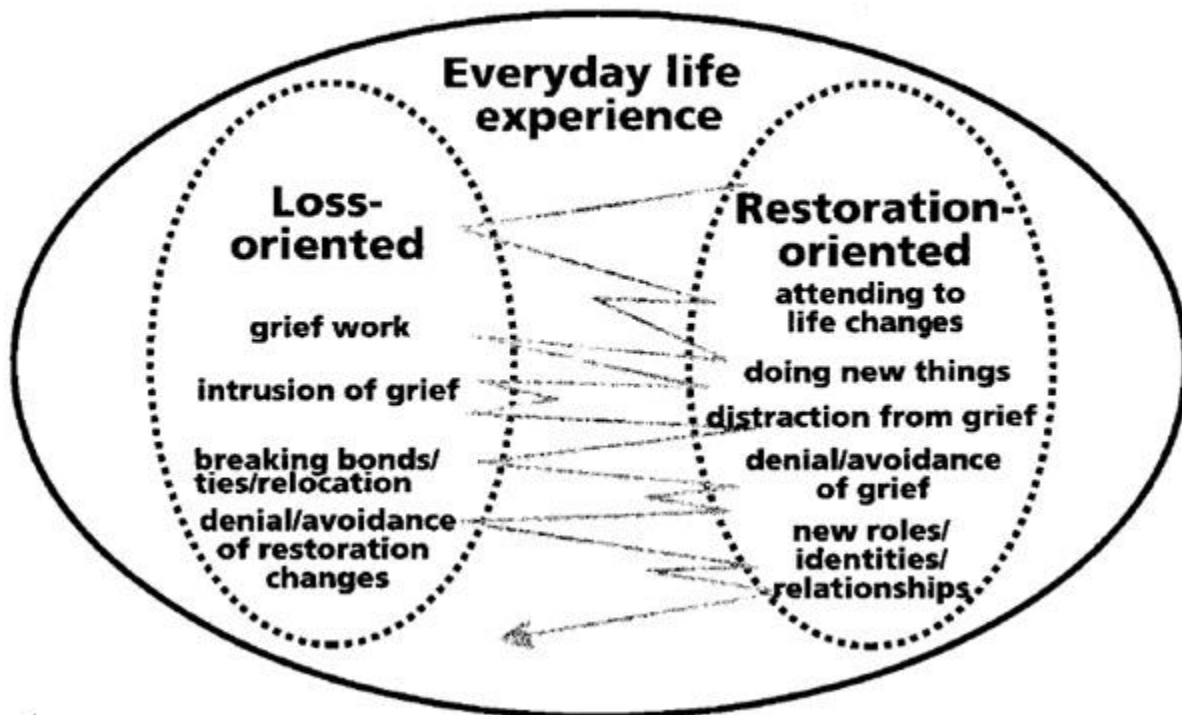 Everyday life
experience
Loss-
oriented
grief work
intrusion of grief
breaking bonds/
ties/relocation
denial/avoidance
of restoration
changes
Restoration-
oriented
attending to
life changes
doing new things
distraction from grief
denial/avoidance
of grief
new roles/
identities/
relationships